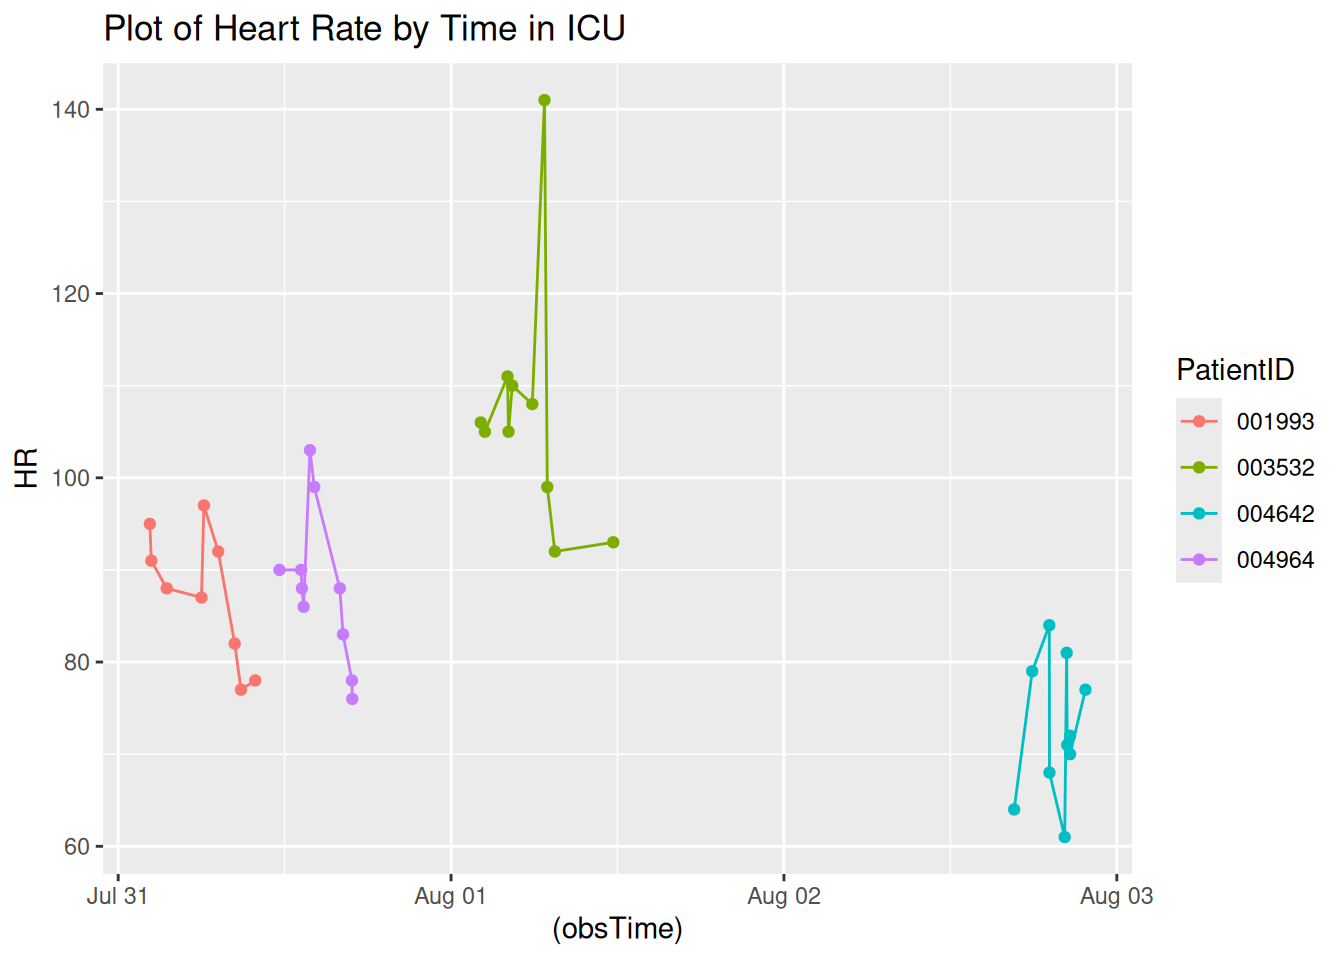 Plot of Heart Rate by Time in ICU
140
120
100
80
60
HR
Jul 31
Aug 01
Aug 02
Aug 03
(obsTime)
PatientID
001993
003532
004642
004964